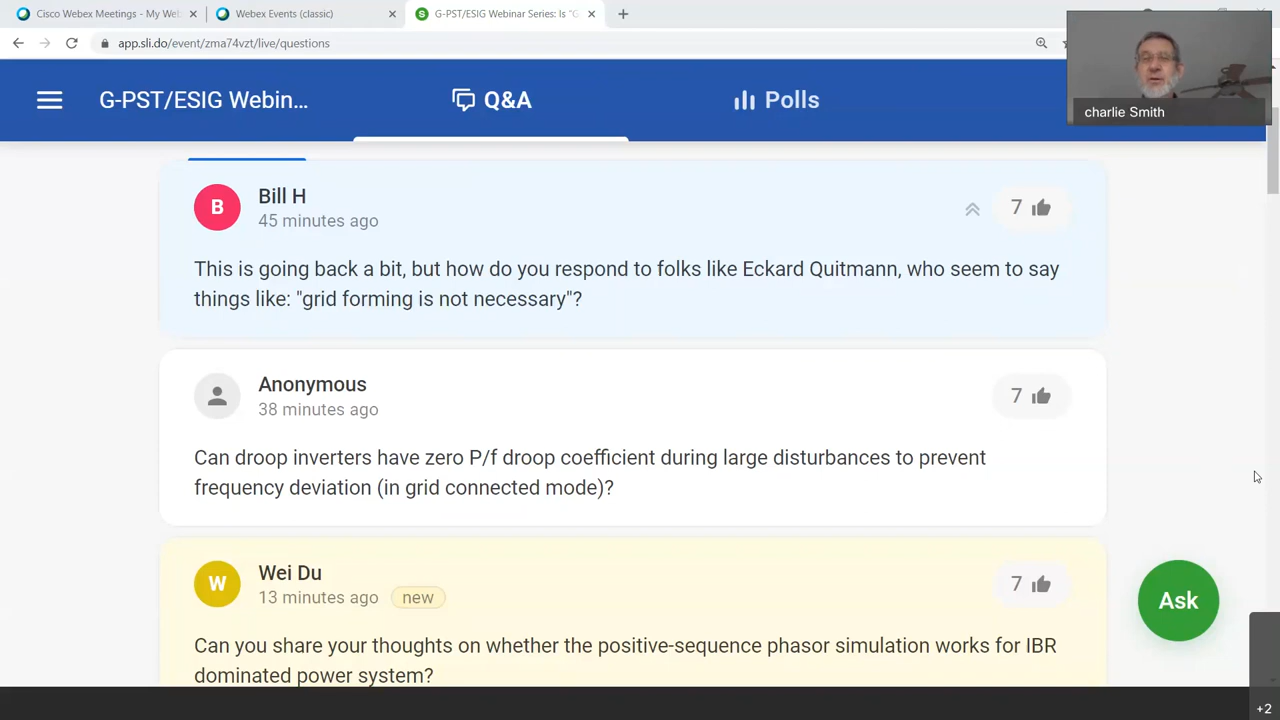 Cisco Webex Meetings - My Web
Webex Events (classic)
G-PST/ESIG Webinar Series: Is "G
app.sli.do/event/zma74vzt/live/questions
charlie Smith
G-PST/ESIG Webin...
Q&A
Polls
B
Bill H
45 minutes ago
7
This is going back a bit, but how do you respond to folks like Eckard Quitmann, who seem to say
things like: "grid forming is not necessary"?
Anonymous
38 minutes ago
7
Can droop inverters have zero P/f droop coefficient during large disturbances to prevent
frequency deviation (in grid connected mode)?
W
Wei Du
13 minutes ago
new
7
Can you share your thoughts on whether the positive-sequence phasor simulation works for IBR
dominated power system?
Ask
+2